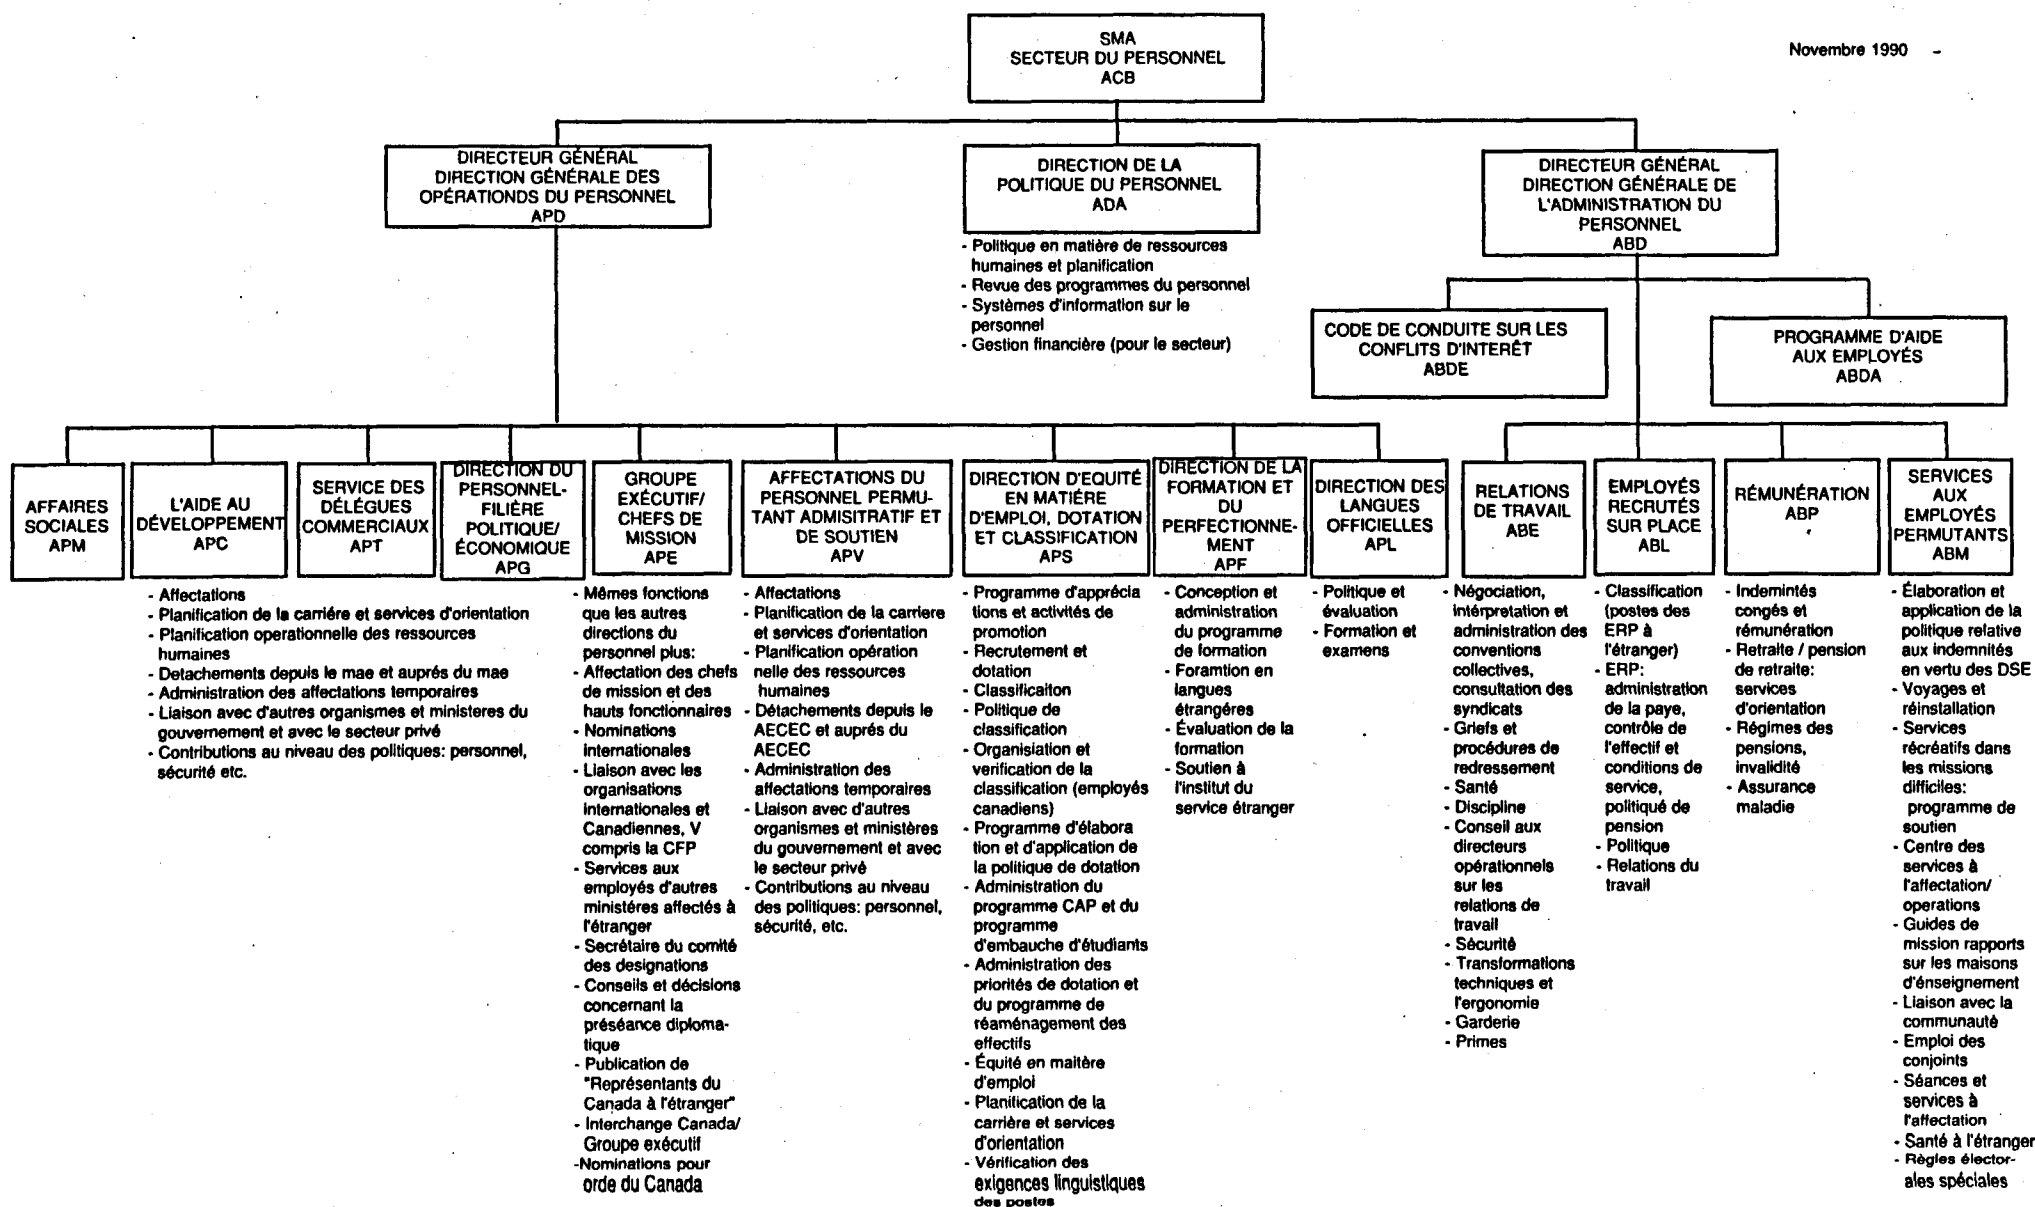 Novembre 1990
SMA
SECTEUR DU PERSONNEL
ACB
DIRECTEUR GÉNÉRAL
DIRECTION GÉNÉRALE DES
OPÉRATIONDS DU PERSONNEL
APD
DIRECTION DE LA
POLITIQUE DU PERSONNEL
ADA
- Politique en matière de ressources
humaines et planification
- Revue des programmes du personnel
- Systèmes d'information sur le
personnel
- Gestion financière (pour le secteur)
DIRECTEUR GÉNÉRAL
DIRECTION GÉNÉRALE DE
L'ADMINISTRATION DU
PERSONNEL
ABD
CODE DE CONDUITE SUR LES
CONFLITS D'INTERÊT
ABDE
PROGRAMME D'AIDE
AUX EMPLOYÉS
ABDA
AFFAIRES
SOCIALES
APM
L'AIDE AU
DÉVELOPPEMENT
APC
SERVICE DES
DÉLÉGUES
COMMERCIAUX
APT
DIRECTION DU
PERSONNEL-
FILIÈRE
POLITIQUE/
ÉCONOMIQUE
APG
- Affectations
- Planification de la carriére et services d'orientation
- Planification operationnelle des ressources
humaines
- Detachements depuis le mae et auprés du mae
- Administration des affectations temporaires
- Liaison avec d'autres organismes et ministeres du
gouvernement et avec le secteur privé
- Contributions au niveau des politiques: personnel,
sécurité etc.
GROUPE
EXÉCUTIF/
CHEFS DE
MISSION
APE
- Mêmes fonctions
que les autres
directions du
personnel plus:
- Affectation des chefs
de mission et des
hauts fonctionnaires
- Nominations
internationales
- Liaison avec les
organisations
internationales et
Canadiennes, V
compris la CFP
- Services aux
employés d'autres
ministéres affectés à
l'étranger
- Secrétaire du comité
des designations
- Conseils et décisions
concernant la
préséance diploma-
tique
- Publication de
"Représentants du
Canada à l'étranger"
- Interchange Canada/
Groupe exécutif
-Nominations pour
orde du Canada
AFFECTATIONS DU
PERSONNEL PERMU-
TANT ADMISITRATIF ET
DE SOUTIEN
APV
- Affectations
- Planification de la carriere
et services d'orientation
- Planification opération
nelle des ressources
humaines
- Détachements depuis le
AECEC et auprés du
AECEC
- Administration des
affectations temporaires
- Liaison avec d'autres
organismes et ministères
du gouvernement et avec
le secteur privé
- Contributions au niveau
des politiques: personnel,
sécurité, etc.
DIRECTION D'EQUITÉ
EN MATIÉRE
D'EMPLOI, DOTATION
ET CLASSIFICATION
APS
- Programme d'apprécia
tions et activités de
promotion
- Recrutement et
dotation
- Classificaiton
- Politique de
classification
- Organisiation et
verification de la
classification (employés
canadiens)
- Programme d'élabora
tion et d'application de
la politique de dotation
- Administration du
programme CAP et du
programme
d'embauche d'étudiants
- Administration des
priorités de dotation et
du programme de
réaménagement des
effectifs
- Équité en maitère
d'emploi
- Planification de la
carrière et services
d'orientation
- Vérification des
exigences linguistiques
des postes
DIRECTION DE LA
FORMATION ET
DU
PERFECTIONNE-
MENT
APF
- Conception et
administration
du programme
de formation
- Foramtion en
langues
étrangéres
- Évaluation de la
formation
- Soutien à
l'institut du
service étranger
DIRECTION DES
LANGUES
OFFICIELLES
APL
- Politique et
évaluation
- Formation et
examens
RELATIONS
DE TRAVAIL
ABE
- Négociation,
intérpretation et
administration des
conventions
collectives,
consultation des
syndicats
- Griefs et
procédures de
redressement
- Santé
- Discipline
- Conseil aux
directeurs
opérationnels
sur les
relations de
travail
- Sécurité
- Transformations
techniques et
l'ergonomie
- Garderie
- Primes
EMPLOYÉS
RECRUTÉS
SUR PLACE
ABL
- Classification
(postes des
ERP à
l'étranger)
- ERP:
administration
de la paye,
contrôle de
l'effectif et
conditions de
service,
politiqué de
pension
- Politique
- Relations du
travail
RÉMUNÉRATION
ABP
- Indemintés
congés et
rémunération
- Retraite / pension
de retraite:
services
d'orientation
- Régimes des
pensions,
invalidité
- Assurance
maladie
SERVICES
AUX
EMPLOYÉS
PERMUTANTS
ABM
- Élaboration et
application de la
politique relative
aux indemnités
en vertu des DSE
- Voyages et
réinstallation
- Services
récréatifs dans
les missions
difficiles:
programme de
soutien
- Centre des
services à
l'affectation/
operations
- Guides de
mission rapports
sur les maisons
d'énseignement
- Liaison avec la
communauté
- Emploi des
conjoints
- Séances et
services à
l'affectation
- Santé à l'étranger
- Règles élector-
ales spéciales